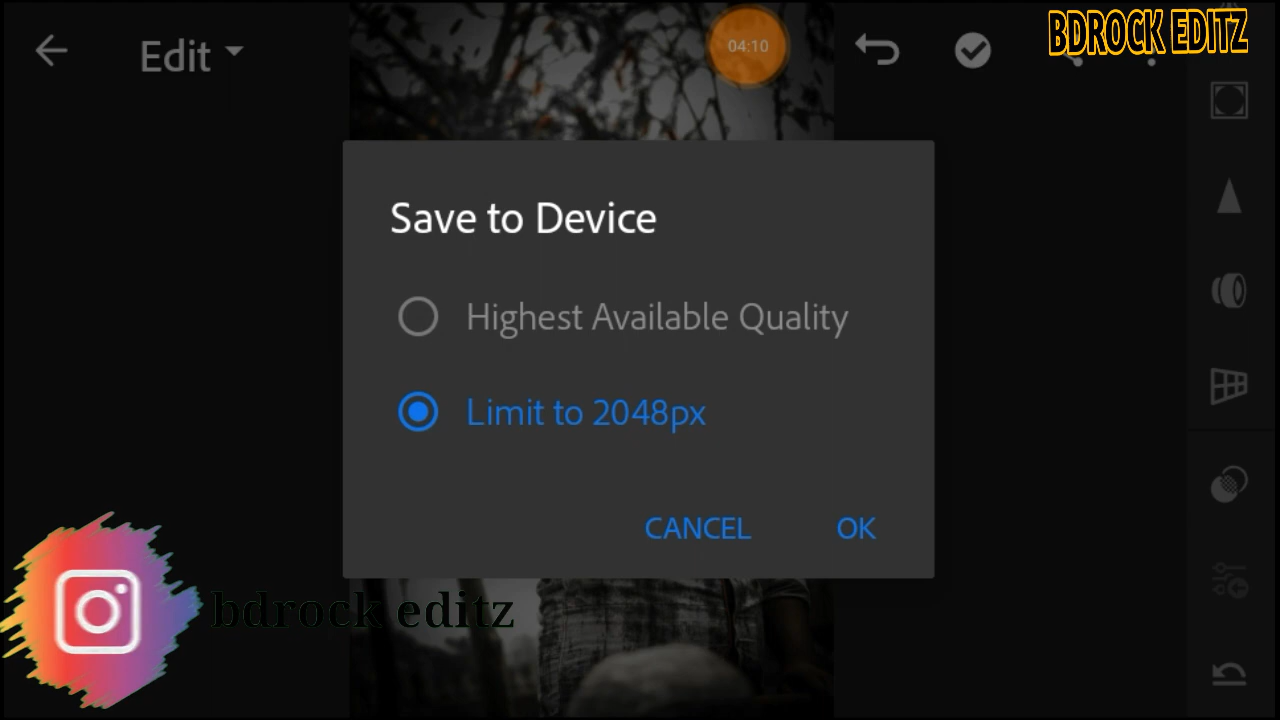 BDROCK EDITZ
Edit
04:10
Save to Device
Highest Available Quality
Limit to 2048px
CANCEL OK
bdrock editz